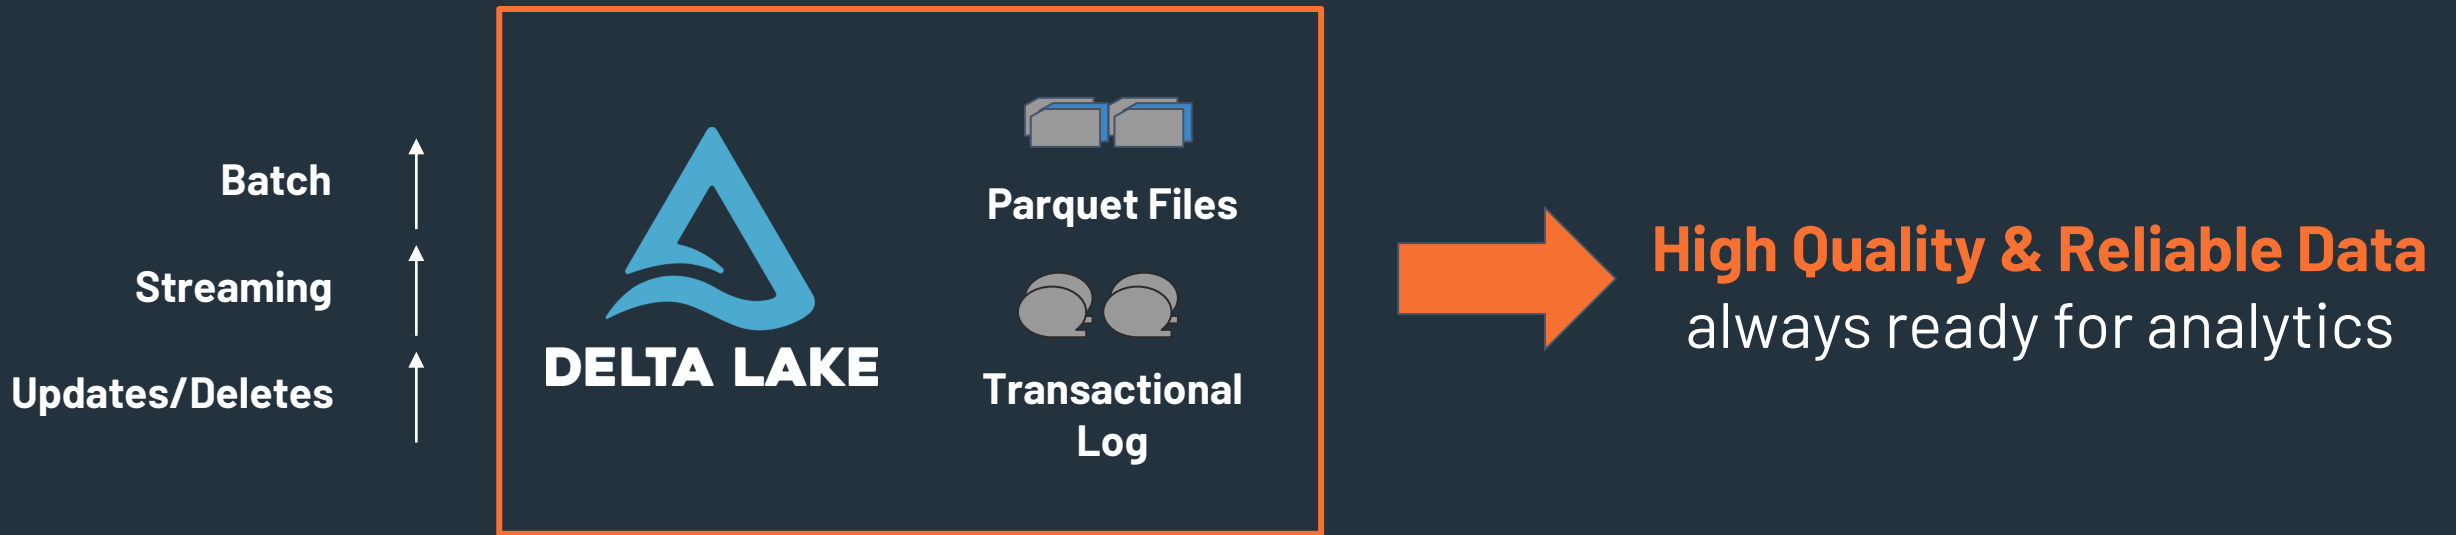 Batch
Streaming
Updates/Deletes
DELTA LAKE
Parquet Files
Transactional
Log
High Quality & Reliable Data
always ready for analytics